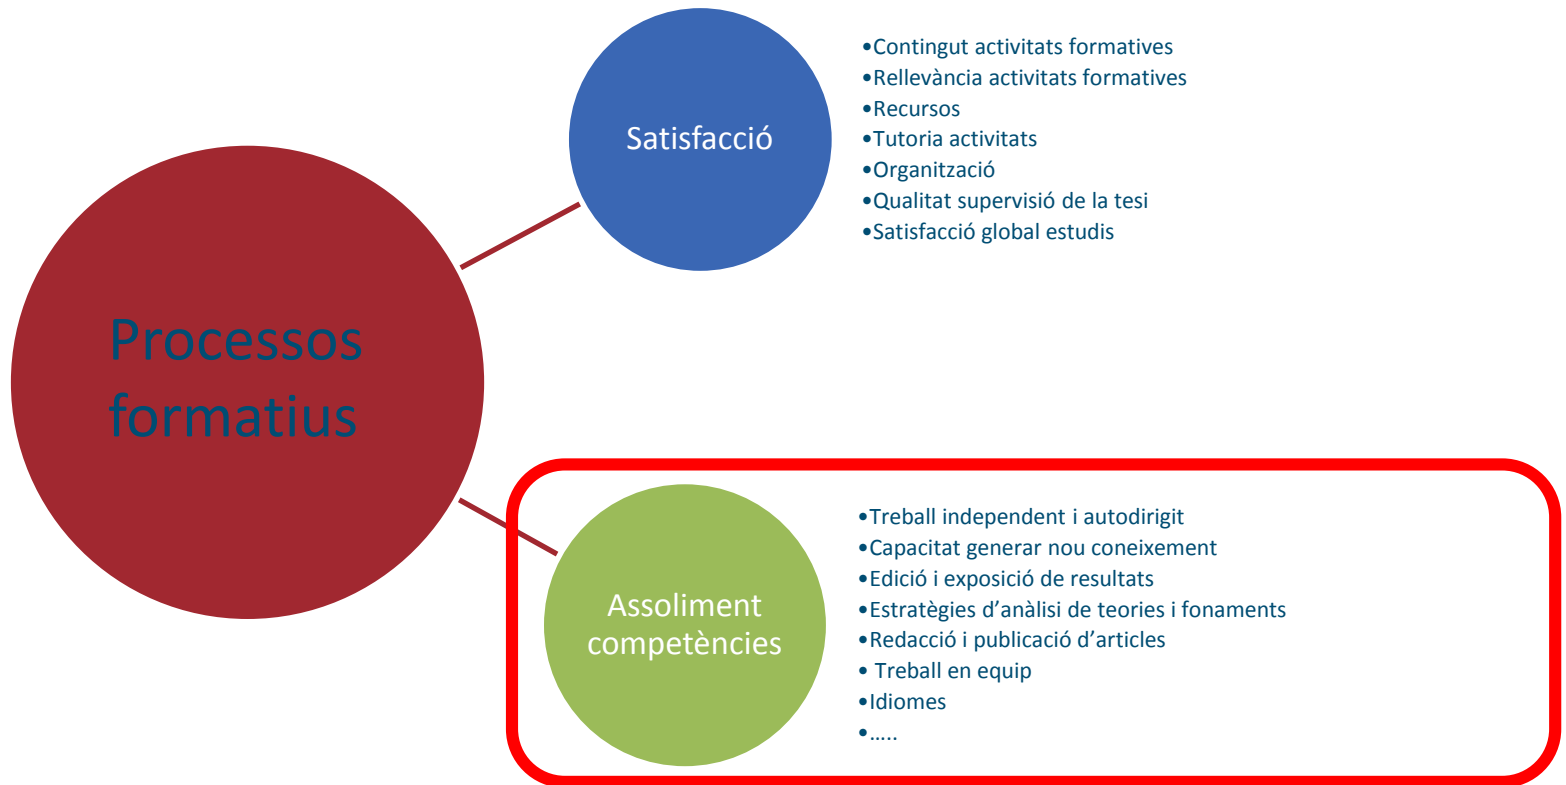 Processos
formatius
Satisfacció
•Contingut activitats formatives
•Rellevància activitats formatives
•Recursos
•Tutoria activitats
•Organització
•Qualitat supervisió de la tesi
•Satisfacció global estudis
Assoliment
competències
•Treball independent i autodirigit
•Capacitat generar nou coneixement
•Edició i exposició de resultats
•Estratègies d’anàlisi de teories i fonaments
•Redacció i publicació d’articles
• Treball en equip
•Idiomes
•…..